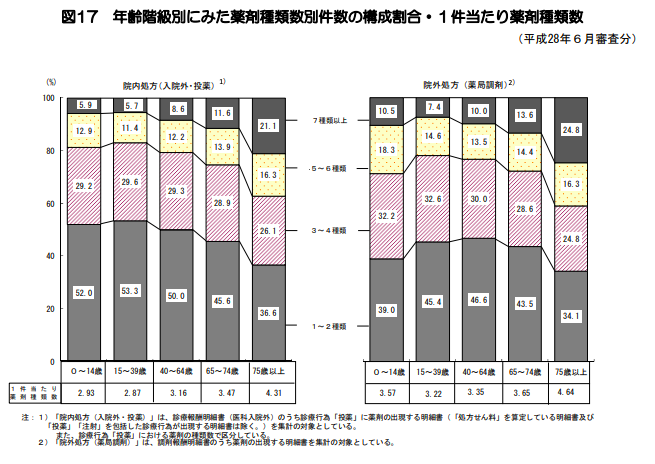 図17　年齢階級別にみた薬剤種類数別件数の構成割合・１件当たり薬剤種類数
（平成28年６月審査分）
(%)
院内処方（入院外・投薬）1)
院外処方（薬局調剤）2)
100
80
60
40
20
0
5.9 5.7 8.6 11.6 21.1
12.9 11.4 12.2 13.9 16.3
29.2 29.6 29.3 28.9 26.1
52.0 53.3 50.0 45.6 36.6
7種類以上
5～6種類
3～4種類
1～2種類
10.5 7.4 10.0 13.6 24.8
18.3 14.6 13.5 14.4 16.3
32.2 32.6 30.0 28.6 24.8
39.0 45.4 46.6 43.5 34.1
0～14歳 15～39歳 40～64歳 65～74歳 75歳以上
0～14歳 15～39歳 40～64歳 65～74歳 75歳以上
１件当たり
薬剤種類数
2.93 2.87 3.16 3.47 4.31
3.57 3.22 3.35 3.65 4.64
注：１）「院内処方（入院外・投薬）」は、診療報酬明細書（医科入院外）のうち診療行為「投薬」に薬剤の出現する明細書（「処方せん料」を算定している明細書及び
「投薬」「注射」を包括した診療行為が出現する明細書は除く。）を集計の対象としている。
また、診療行為「投薬」における薬剤の種類数で区分している。
２）「院外処方（薬局調剤）」は、調剤報酬明細書のうち薬剤の出現する明細書を集計の対象としている。